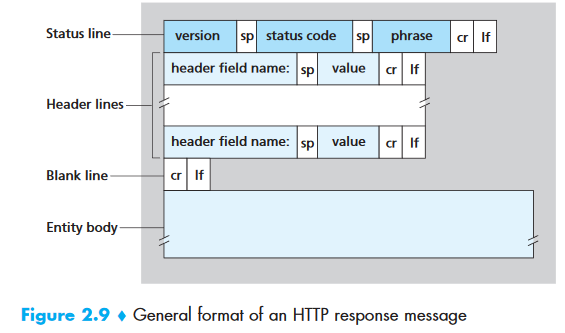 Status line version sp status code sp phrase cr lf
header field name: sp value cr lf
Header lines
header field name: sp value cr lf
Blank line cr lf
Entity body
Figure 2.9 ♦ General format of an HTTP response message